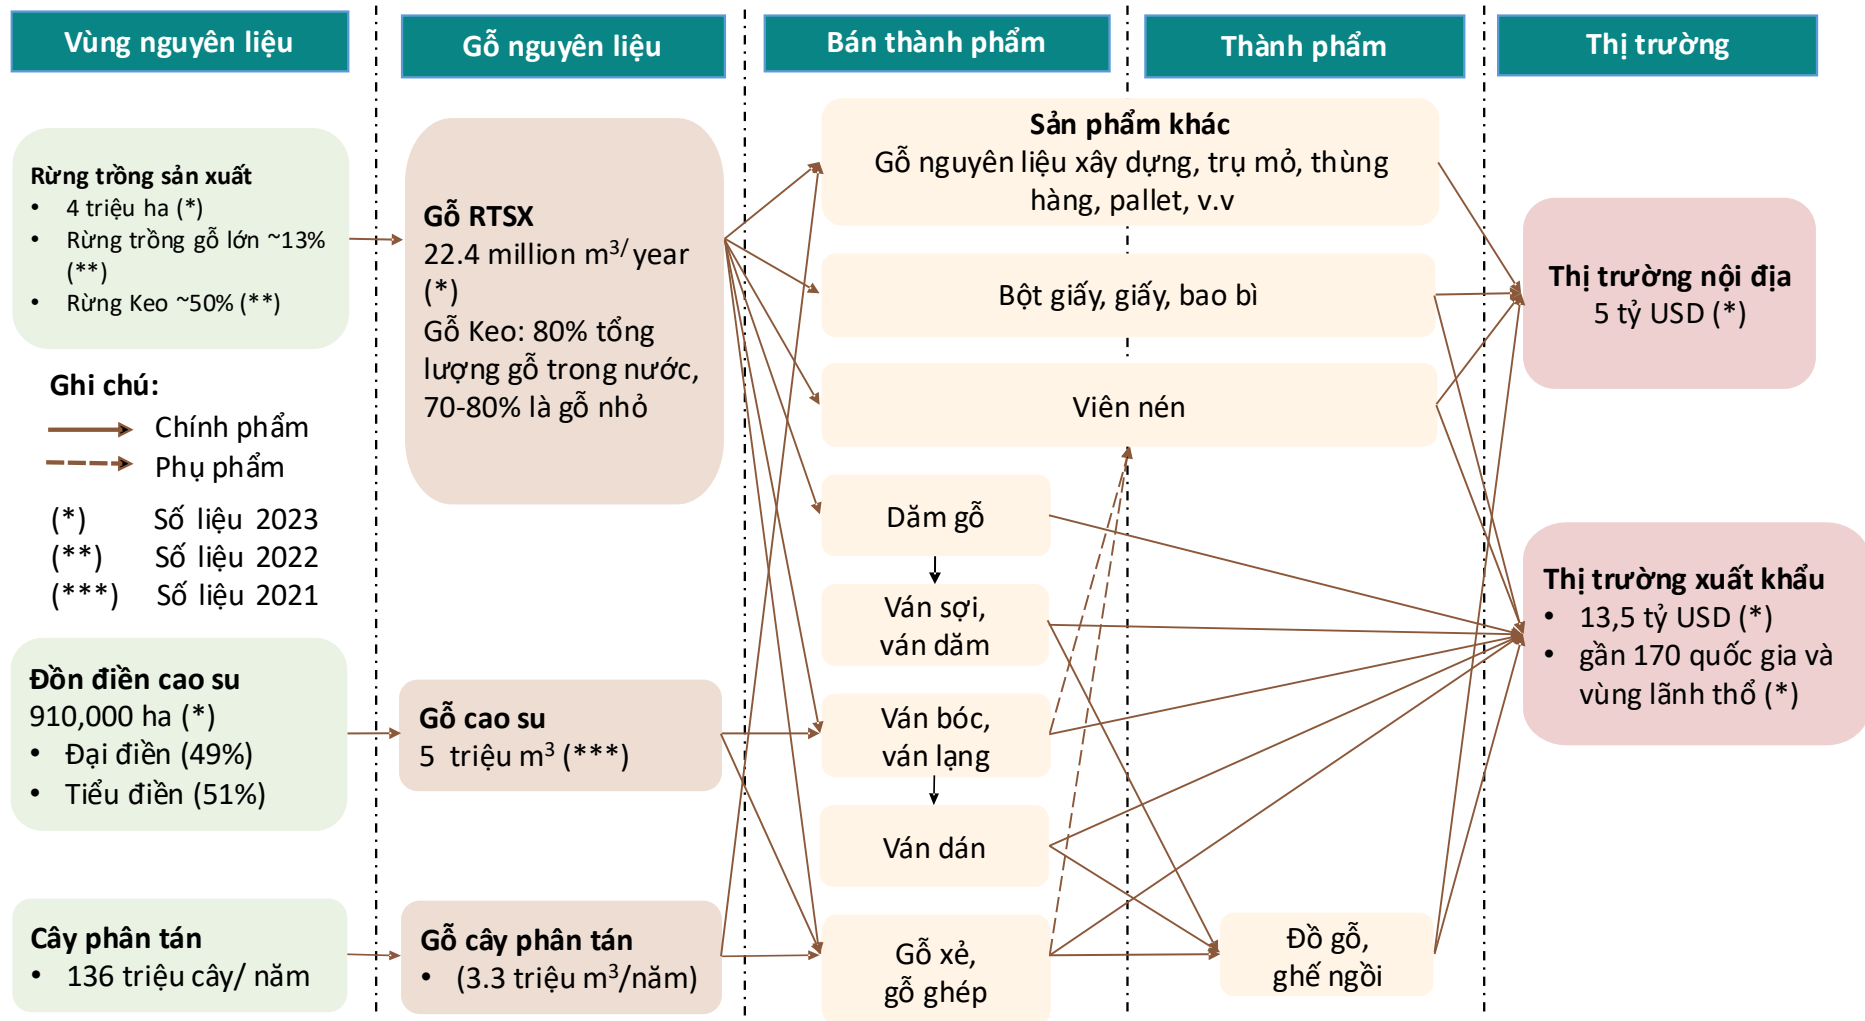 Vùng nguyên liệu
Gỗ nguyên liệu
Bán thành phẩm
Thành phẩm
Thị trường
Rừng trồng sản xuất
• 4 triệu ha (*)
• Rừng trồng gỗ lớn ~13%
(**)
• Rừng Keo ~50% (**)
Ghi chú:
Chính phẩm
Phụ phẩm
(*) Số liệu 2023
(**) Số liệu 2022
(***) Số liệu 2021
Đồn điền cao su
910,000 ha (*)
• Đại điền (49%)
• Tiểu điền (51%)
Cây phân tán
• 136 triệu cây/ năm
Gỗ RTSX
22.4 million m³/ year
(*)
Gỗ Keo: 80% tổng
lượng gỗ trong nước,
70-80% là gỗ nhỏ
Gỗ cao su
5 triệu m³ (***)
Gỗ cây phân tán
• (3.3 triệu m³/năm)
Sản phẩm khác
Gỗ nguyên liệu xây dựng, trụ mỏ, thùng
hàng, pallet, v.v
Bột giấy, giấy, bao bì
Viên nén
Dăm gỗ
Ván sợi,
ván dăm
Ván bóc,
ván lạng
Ván dán
Gỗ xẻ,
gỗ ghép
Đồ gỗ,
ghế ngồi
Thị trường nội địa
5 tỷ USD (*)
Thị trường xuất khẩu
• 13,5 tỷ USD (*)
• gần 170 quốc gia và
vùng lãnh thổ (*)